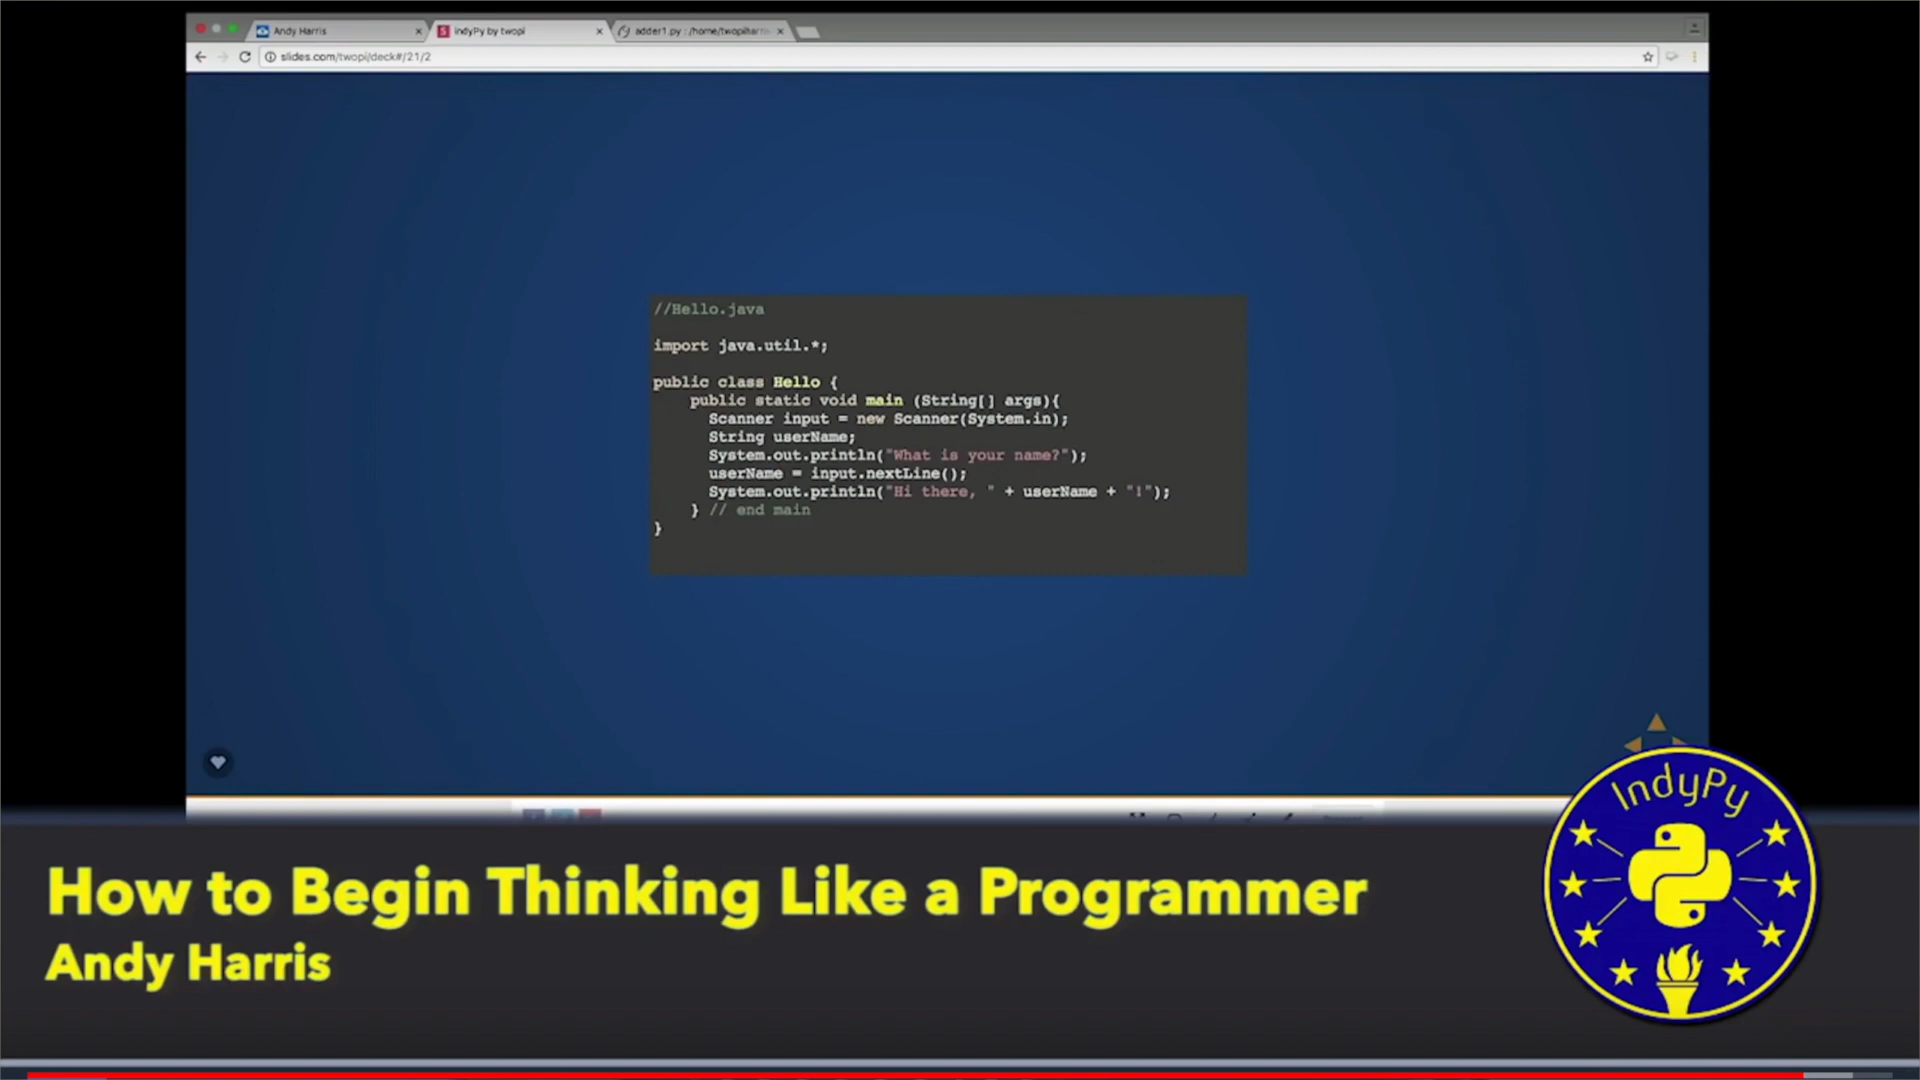 Andy Harris
IndyPy by twopi
adder1.py : /home/twopiharris
slides.com/twopi/deck#/21/2
//Hello.java
import java.util.*;
public class Hello {
public static void main (String[] args){
Scanner input = new Scanner(System.in);
String userName;
System.out.println("What is your name?");
userName = input.nextLine();
System.out.println("Hi there, " + userName + "!");
} // end main
}
How to Begin Thinking Like a Programmer
Andy Harris
IndyPy